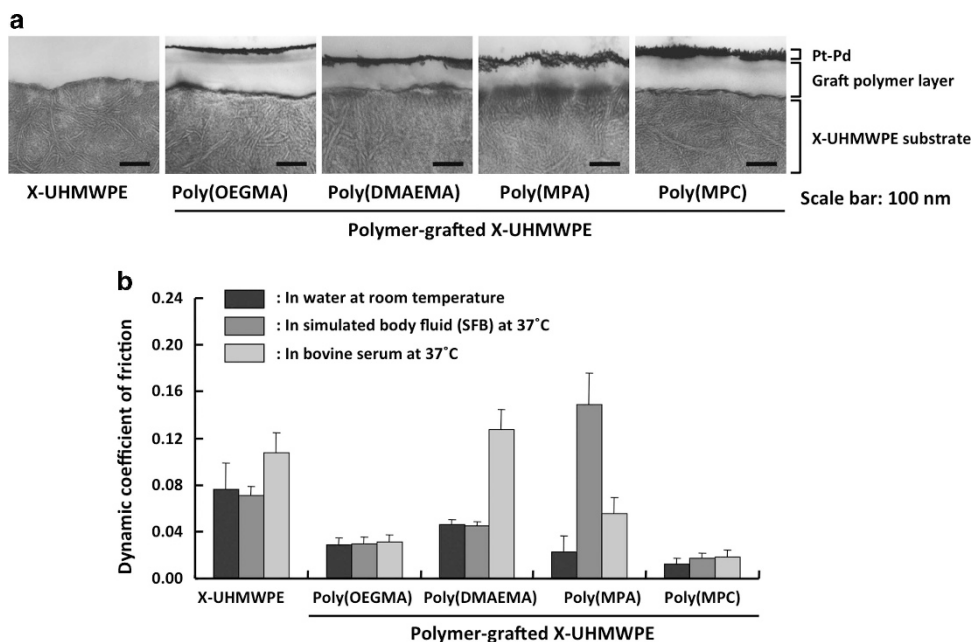 a
Pt-Pd
Graft polymer layer
X-UHMWPE substrate
X-UHMWPE
Poly(OEGMA)
Poly(DMAEMA)
Poly(MPA)
Poly(MPC)
Scale bar: 100 nm
Polymer-grafted X-UHMWPE
b
Dynamic coefficient of friction
0.24
0.20
0.16
0.12
0.08
0.04
0.00
: In water at room temperature
: In simulated body fluid (SFB) at 37˚C
: In bovine serum at 37˚C
X-UHMWPE
Poly(OEGMA)
Poly(DMAEMA)
Poly(MPA)
Poly(MPC)
Polymer-grafted X-UHMWPE